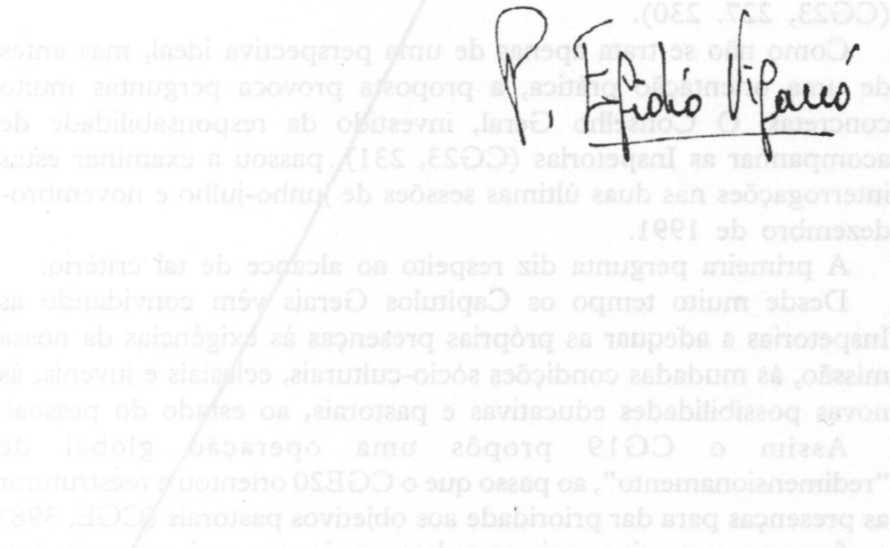 P. Egidio Viganó
(CG23, 227. 230).
Como não se trata apenas de uma perspectiva ideal, mas antes
de uma orientação prática, a proposta provoca perguntas muito
concretas. O Conselho Geral, investido da responsabilidade de
acompanhar as Inspetorias (CG23, 231), passou a examinar estas
interrogações nas duas últimas sessões de junho-julho e novembro-
dezembro de 1991.
A primeira pergunta diz respeito ao alcance de tal critério.
Desde muito tempo os Capítulos Gerais vêm convidando as
Inspetorias a adequar as próprias presenças às exigências da nossa
missão, às mudadas condições sócio-culturais, eclesiais e juvenis, às
novas possibilidades educativas e pastorais, ao estado do pessoal.
Assim o CG19 propôs uma operação global de
"redimensionamento", ao passo que o CGE20 orientou a reestruturar
as presenças para dar prioridade aos objetivos pastorais